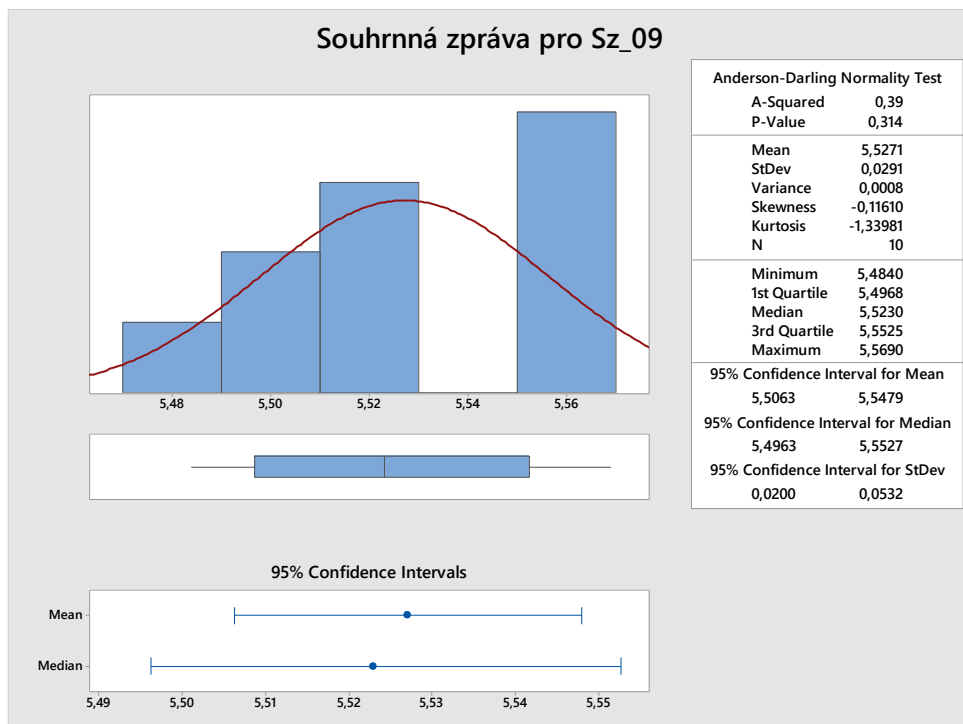 Souhrnná zpráva pro Sz_09
5,48 5,50 5,52 5,54 5,56
95% Confidence Intervals
Mean
Median
5,49 5,50 5,51 5,52 5,53 5,54 5,55
Anderson-Darling Normality Test
A-Squared 0,39
P-Value 0,314
Mean 5,5271
StDev 0,0291
Variance 0,0008
Skewness -0,11610
Kurtosis -1,33981
N 10
Minimum 5,4840
1st Quartile 5,4968
Median 5,5230
3rd Quartile 5,5525
Maximum 5,5690
95% Confidence Interval for Mean
5,5063 5,5479
95% Confidence Interval for Median
5,4963 5,5527
95% Confidence Interval for StDev
0,0200 0,0532